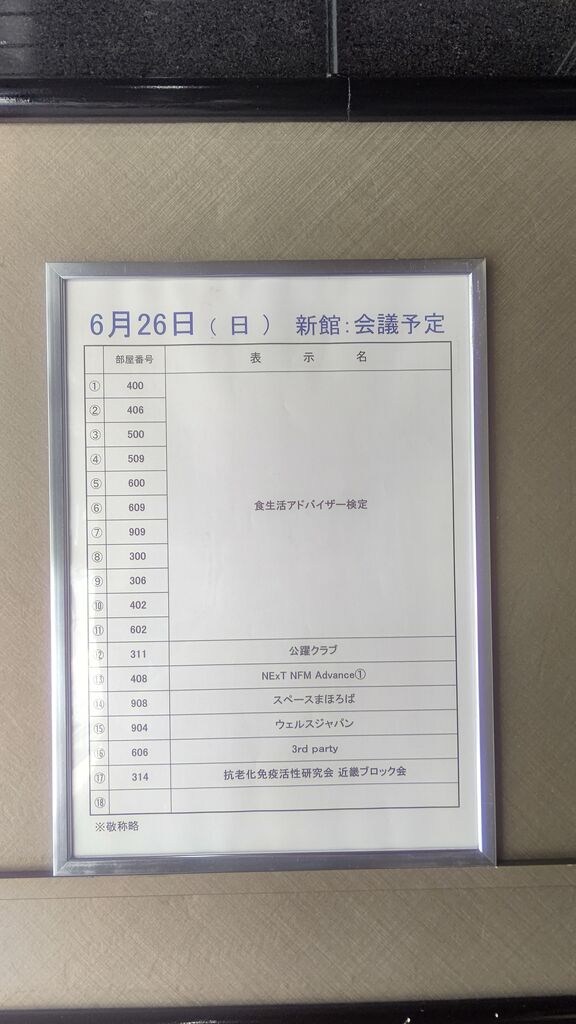 6月26日（日） 新館：会議予定
部屋番号 表示名
① 400
② 406
③ 500
④ 509
⑤ 600
⑥ 609 食生活アドバイザー検定
⑦ 909
⑧ 300
⑨ 306
⑩ 402
⑪ 602
⑫ 311 公躍クラブ
⑬ 408 NExT NFM Advance①
⑭ 908 スペースまほろば
⑮ 904 ウェルスジャパン
⑯ 606 3rd party
⑰ 314 抗老化免疫活性研究会 近畿ブロック会
⑱
※敬称略